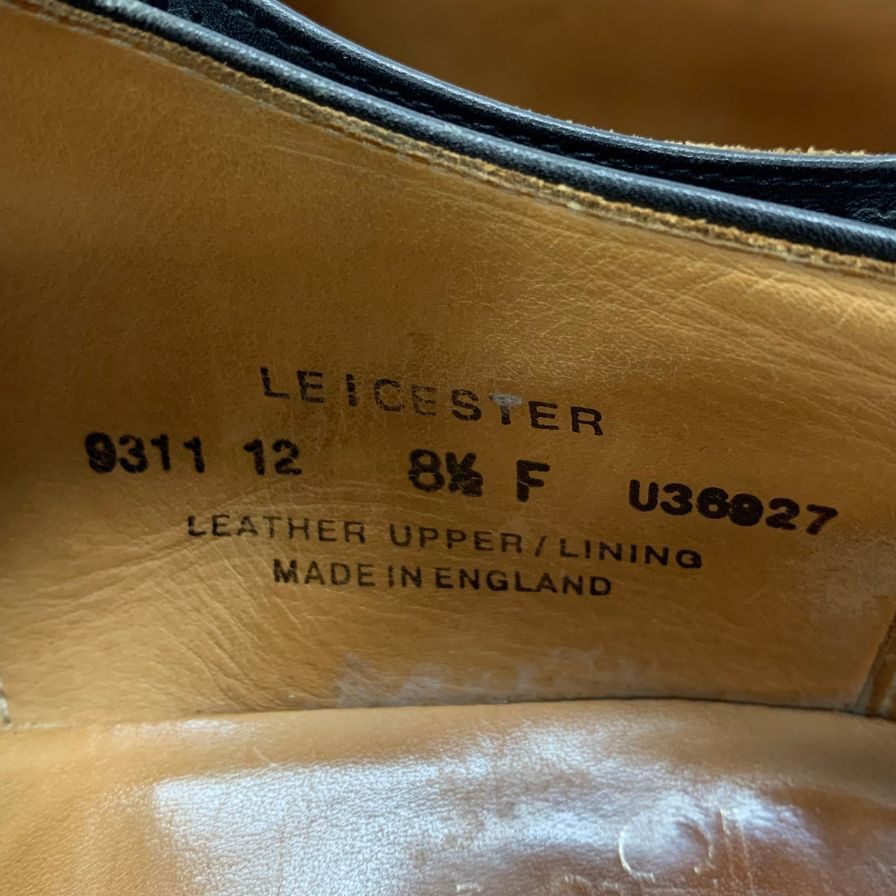 LEICESTER
9311 12 8½ F U36927
LEATHER UPPER/LINING
MADE IN ENGLAND